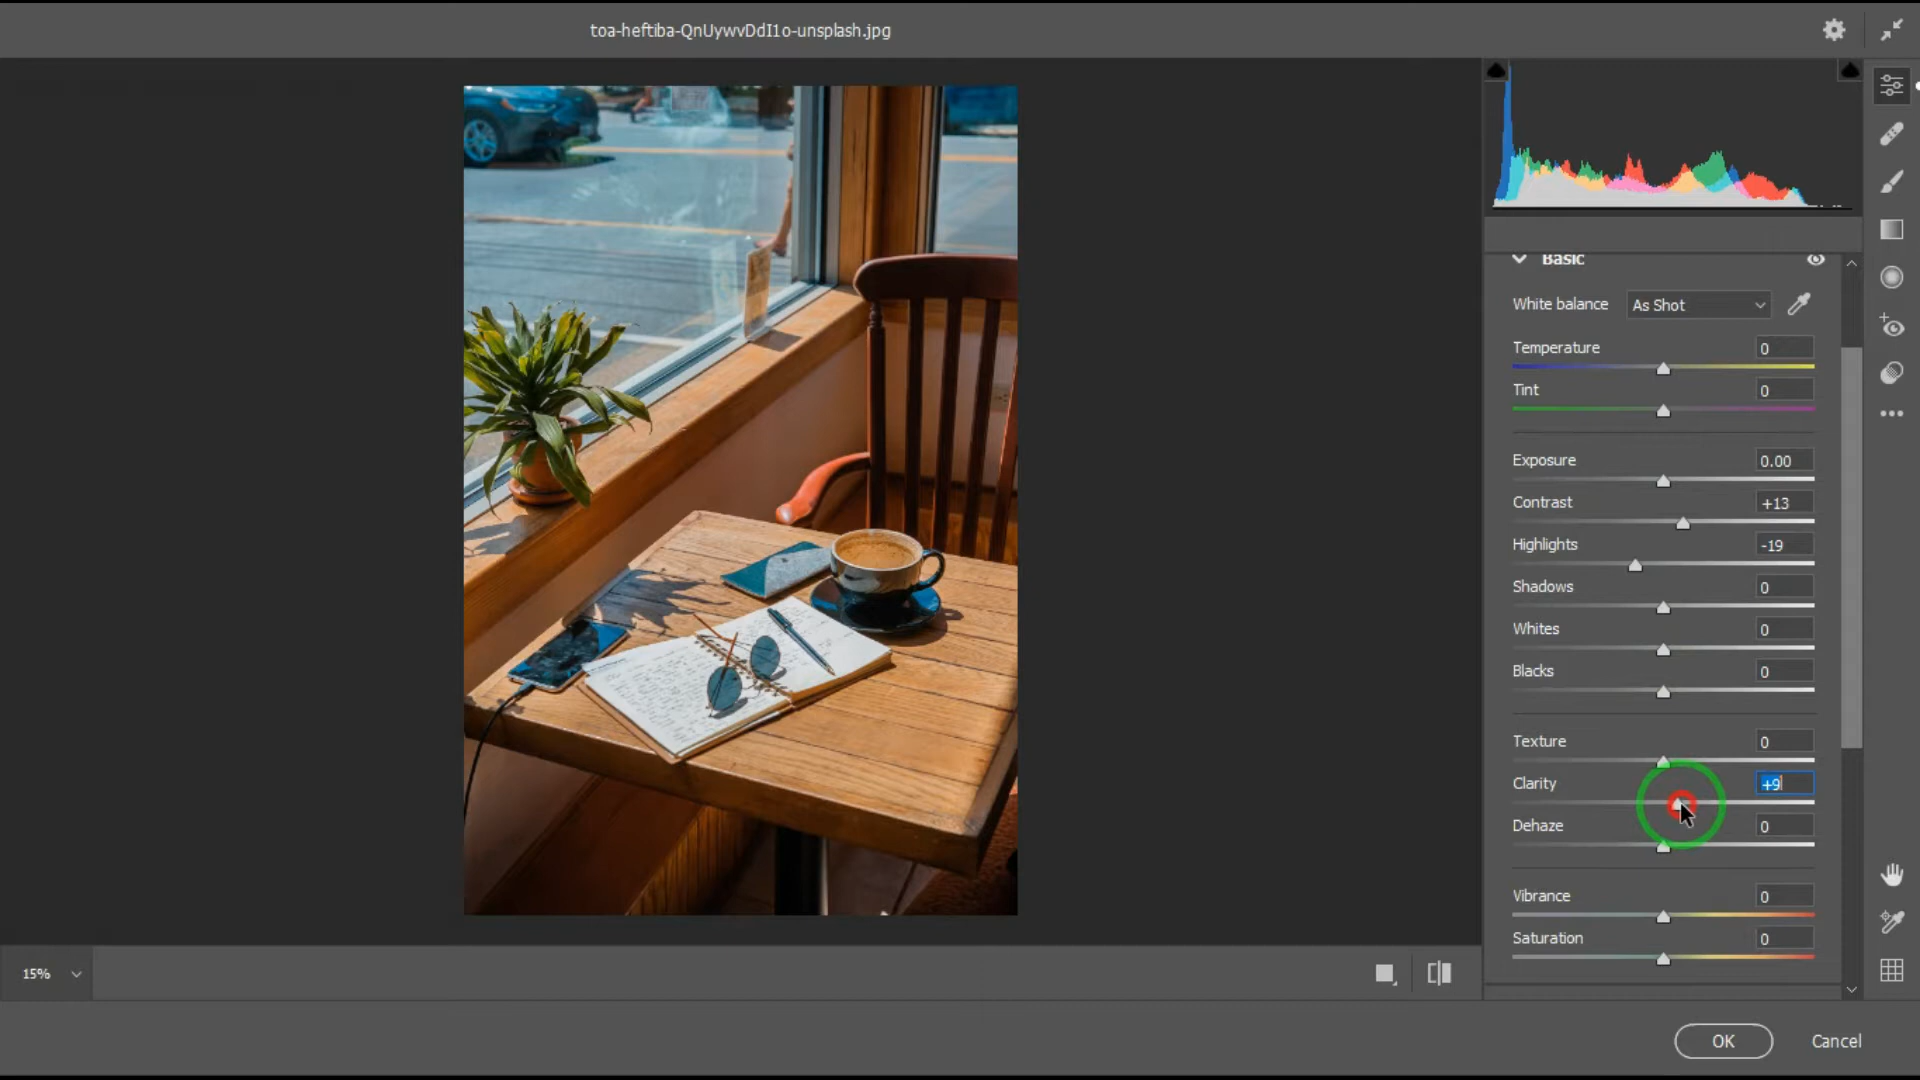 toa-heftiba-QnUywvDdI1o-unsplash.jpg
Basic
White balance As Shot
Temperature 0
Tint 0
Exposure 0.00
Contrast +13
Highlights -19
Shadows 0
Whites 0
Blacks 0
Texture 0
Clarity +9
Dehaze 0
Vibrance 0
Saturation 0
15%
OK Cancel